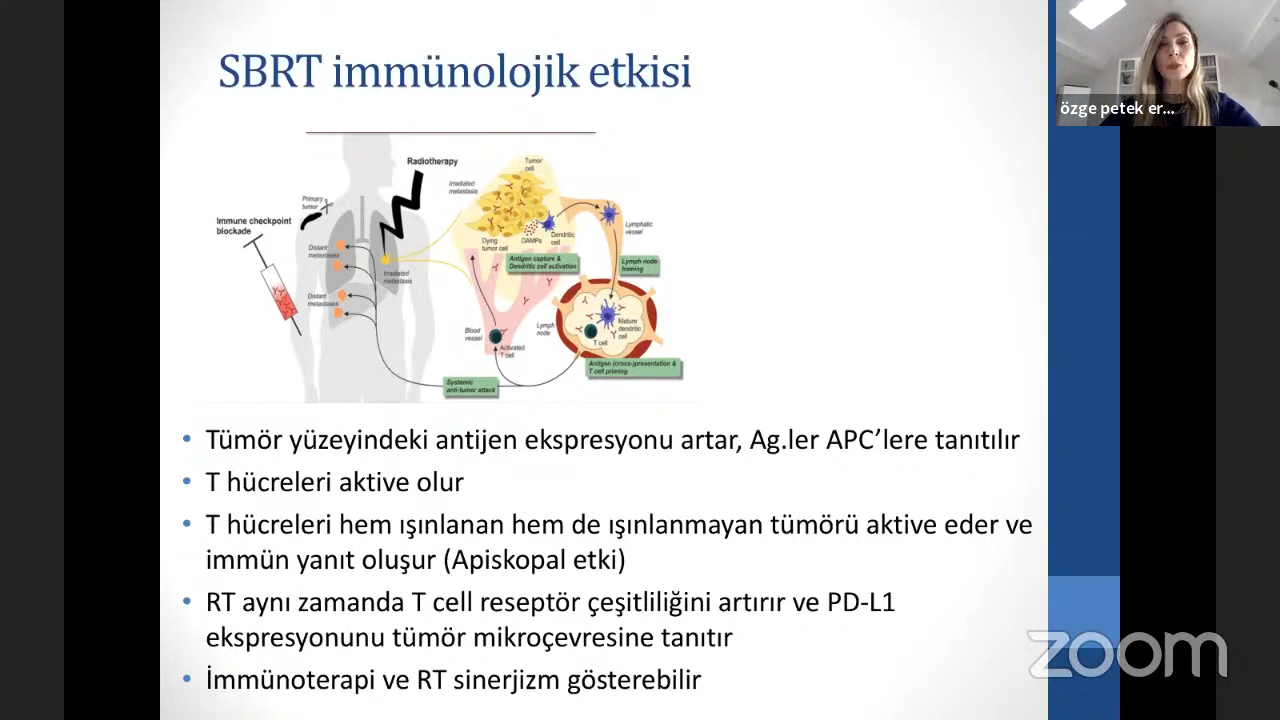 SBRT immünolojik etkisi
özge petek er...
Radiotherapy
Tumor
cell
Irradiated
metastasis
Primary
tumor
Immune checkpoint
blockade
Lymphatic
vessel
Distant
metastases
Dying
tumor cell
DAMPs
Dendritic
cell
Antigen capture &
Dendritic cell activation
Lymph node
homing
Irradiated
metastasis
Distant
metastases
Blood
vessel
Activated
T cell
Lymph
node
Mature
dendritic
cell
T cell
Antigen (cross-)presentation &
T cell priming
Systemic
anti-tumor attack
• Tümör yüzeyindeki antijen ekspresyonu artar, Ag.ler APC’lere tanıtılır
• T hücreleri aktive olur
• T hücreleri hem ışınlanan hem de ışınlanmayan tümörü aktive eder ve
immün yanıt oluşur (Apiskopal etki)
• RT aynı zamanda T cell reseptör çeşitliliğini artırır ve PD-L1
ekspresyonunu tümör mikroçevresine tanıtır
• İmmünoterapi ve RT sinerjizm gösterebilir
zoom